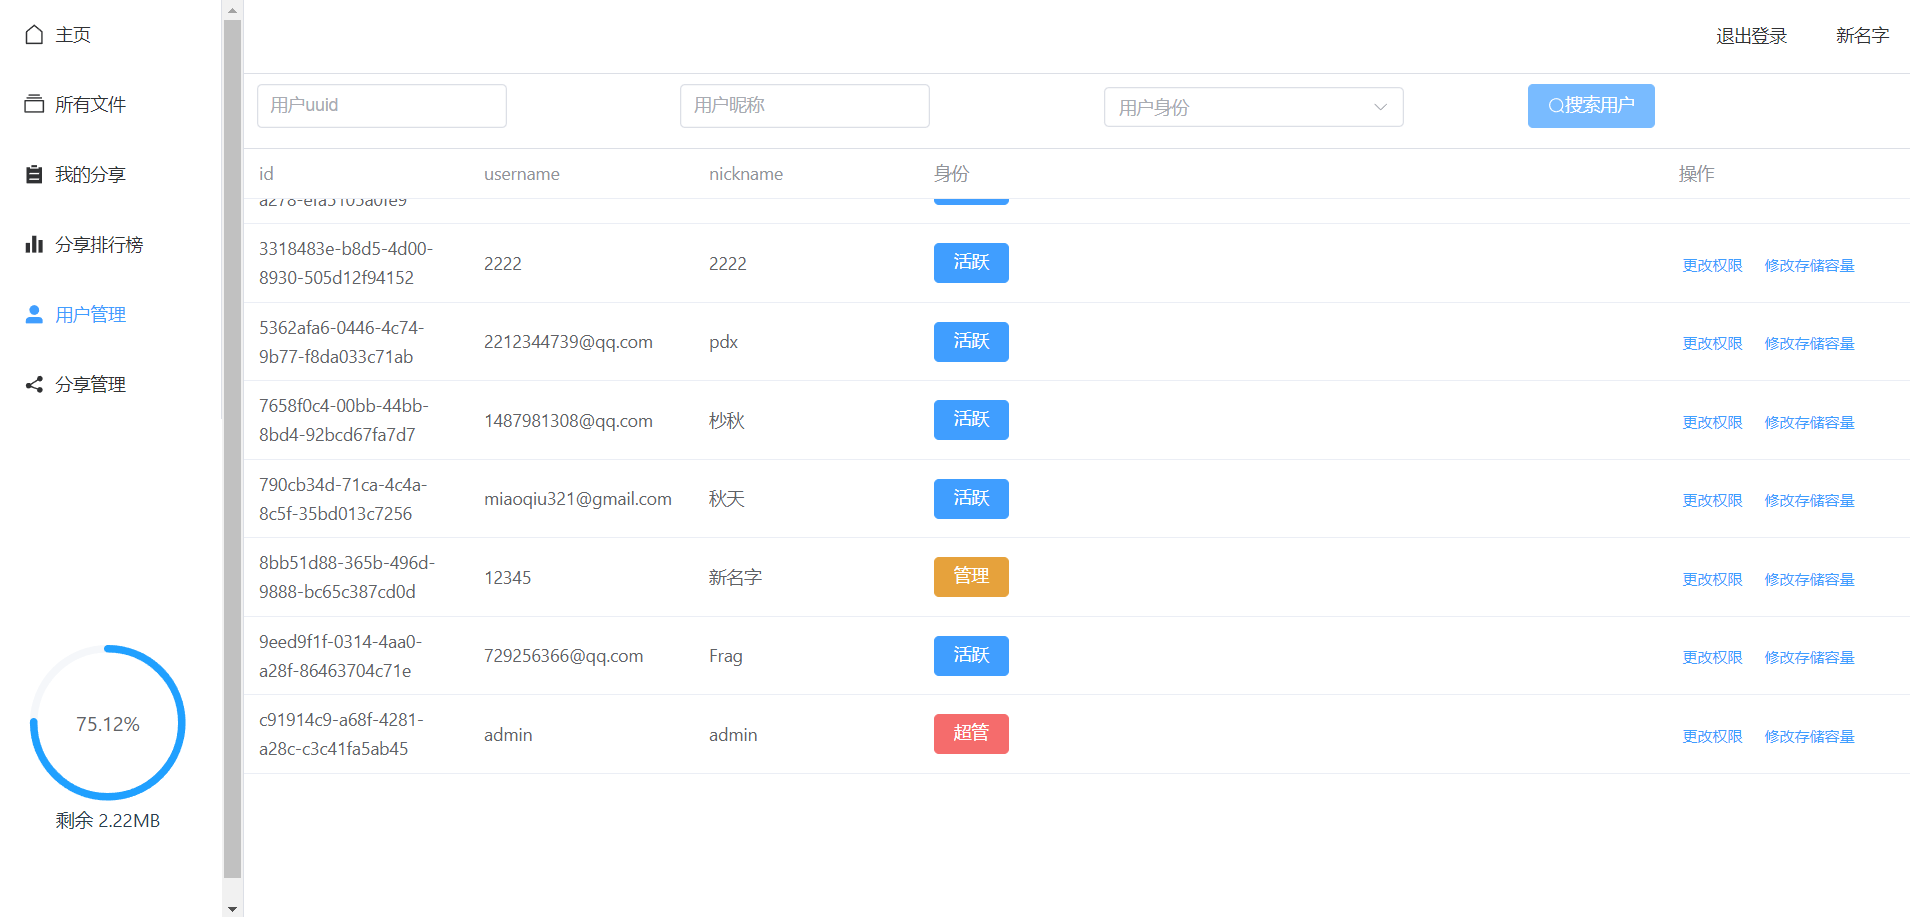 主页
所有文件
我的分享
分享排行榜
用户管理
分享管理
75.12%
剩余 2.22MB
退出登录 新名字
用户uuid 用户昵称 用户身份 搜索用户
id username nickname 身份 操作
3318483e-b8d5-4d00-
8930-505d12f94152 2222 2222 活跃 更改权限 修改存储容量
5362afa6-0446-4c74-
9b77-f8da033c71ab 2212344739@qq.com pdx 活跃 更改权限 修改存储容量
7658f0c4-00bb-44bb-
8bd4-92bcd67fa7d7 1487981308@qq.com 杪秋 活跃 更改权限 修改存储容量
790cb34d-71ca-4c4a-
8c5f-35bd013c7256 miaoqiu321@gmail.com 秋天 活跃 更改权限 修改存储容量
8bb51d88-365b-496d-
9888-bc65c387cd0d 12345 新名字 管理 更改权限 修改存储容量
9eed9f1f-0314-4aa0-
a28f-86463704c71e 729256366@qq.com Frag 活跃 更改权限 修改存储容量
c91914c9-a68f-4281-
a28c-c3c41fa5ab45 admin admin 超管 更改权限 修改存储容量